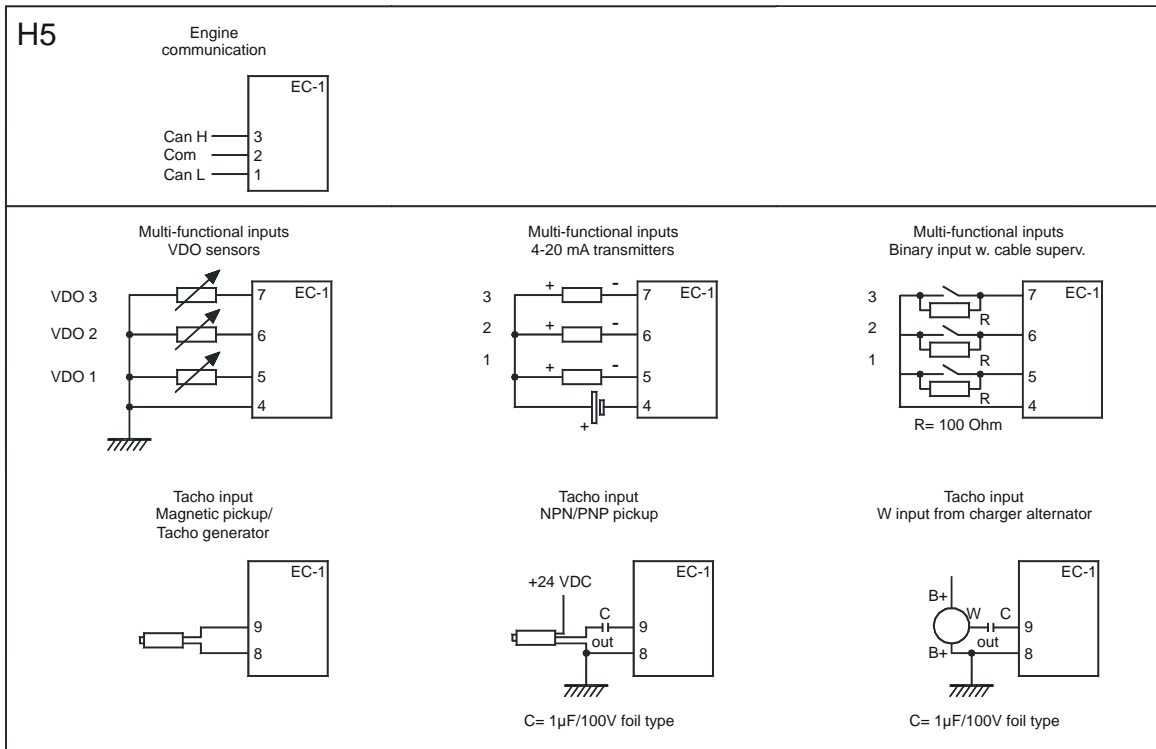 H5
Engine
communication
EC-1
Can H
3
Com
2
Can L
1
Multi-functional inputs
VDO sensors
EC-1
VDO 3
7
VDO 2
6
VDO 1
5
4
Multi-functional inputs
4-20 mA transmitters
EC-1
3
+
-
7
2
+
-
6
1
+
-
5
4
+
Multi-functional inputs
Binary input w. cable superv.
EC-1
3
7
R
2
6
R
1
5
R
4
R= 100 Ohm
Tacho input
Magnetic pickup/
Tacho generator
EC-1
9
8
Tacho input
NPN/PNP pickup
EC-1
+24 VDC
C
9
out
8
C= 1µF/100V foil type
Tacho input
W input from charger alternator
EC-1
B+
W
C
9
out
B+
8
C= 1µF/100V foil type